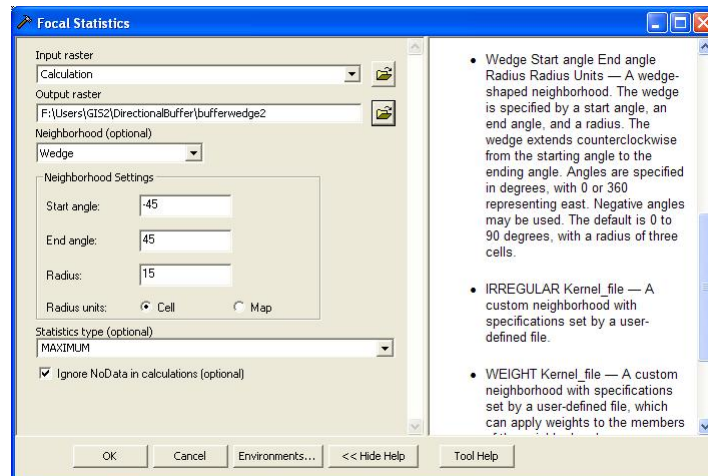 Focal Statistics
Input raster
Calculation
Output raster
F:\Users\GIS2\DirectionalBuffer\bufferwedge2
Neighborhood (optional)
Wedge
Neighborhood Settings
Start angle:
-45
End angle:
45
Radius:
15
Radius units:
Cell
Map
Statistics type (optional)
MAXIMUM
Ignore NoData in calculations (optional)
Wedge Start angle End angle
Radius Radius Units — A wedge-
shaped neighborhood. The wedge
is specified by a start angle, an
end angle, and a radius. The
wedge extends counterclockwise
from the starting angle to the
ending angle. Angles are specified
in degrees, with 0 or 360
representing east. Negative angles
may be used. The default is 0 to
90 degrees, with a radius of three
cells.
IRREGULAR Kernel_file — A
custom neighborhood with
specifications set by a user-
defined file.
WEIGHT Kernel_file — A custom
neighborhood with specifications
set by a user-defined file, which
can apply weights to the members
OK
Cancel
Environments...
<< Hide Help
Tool Help